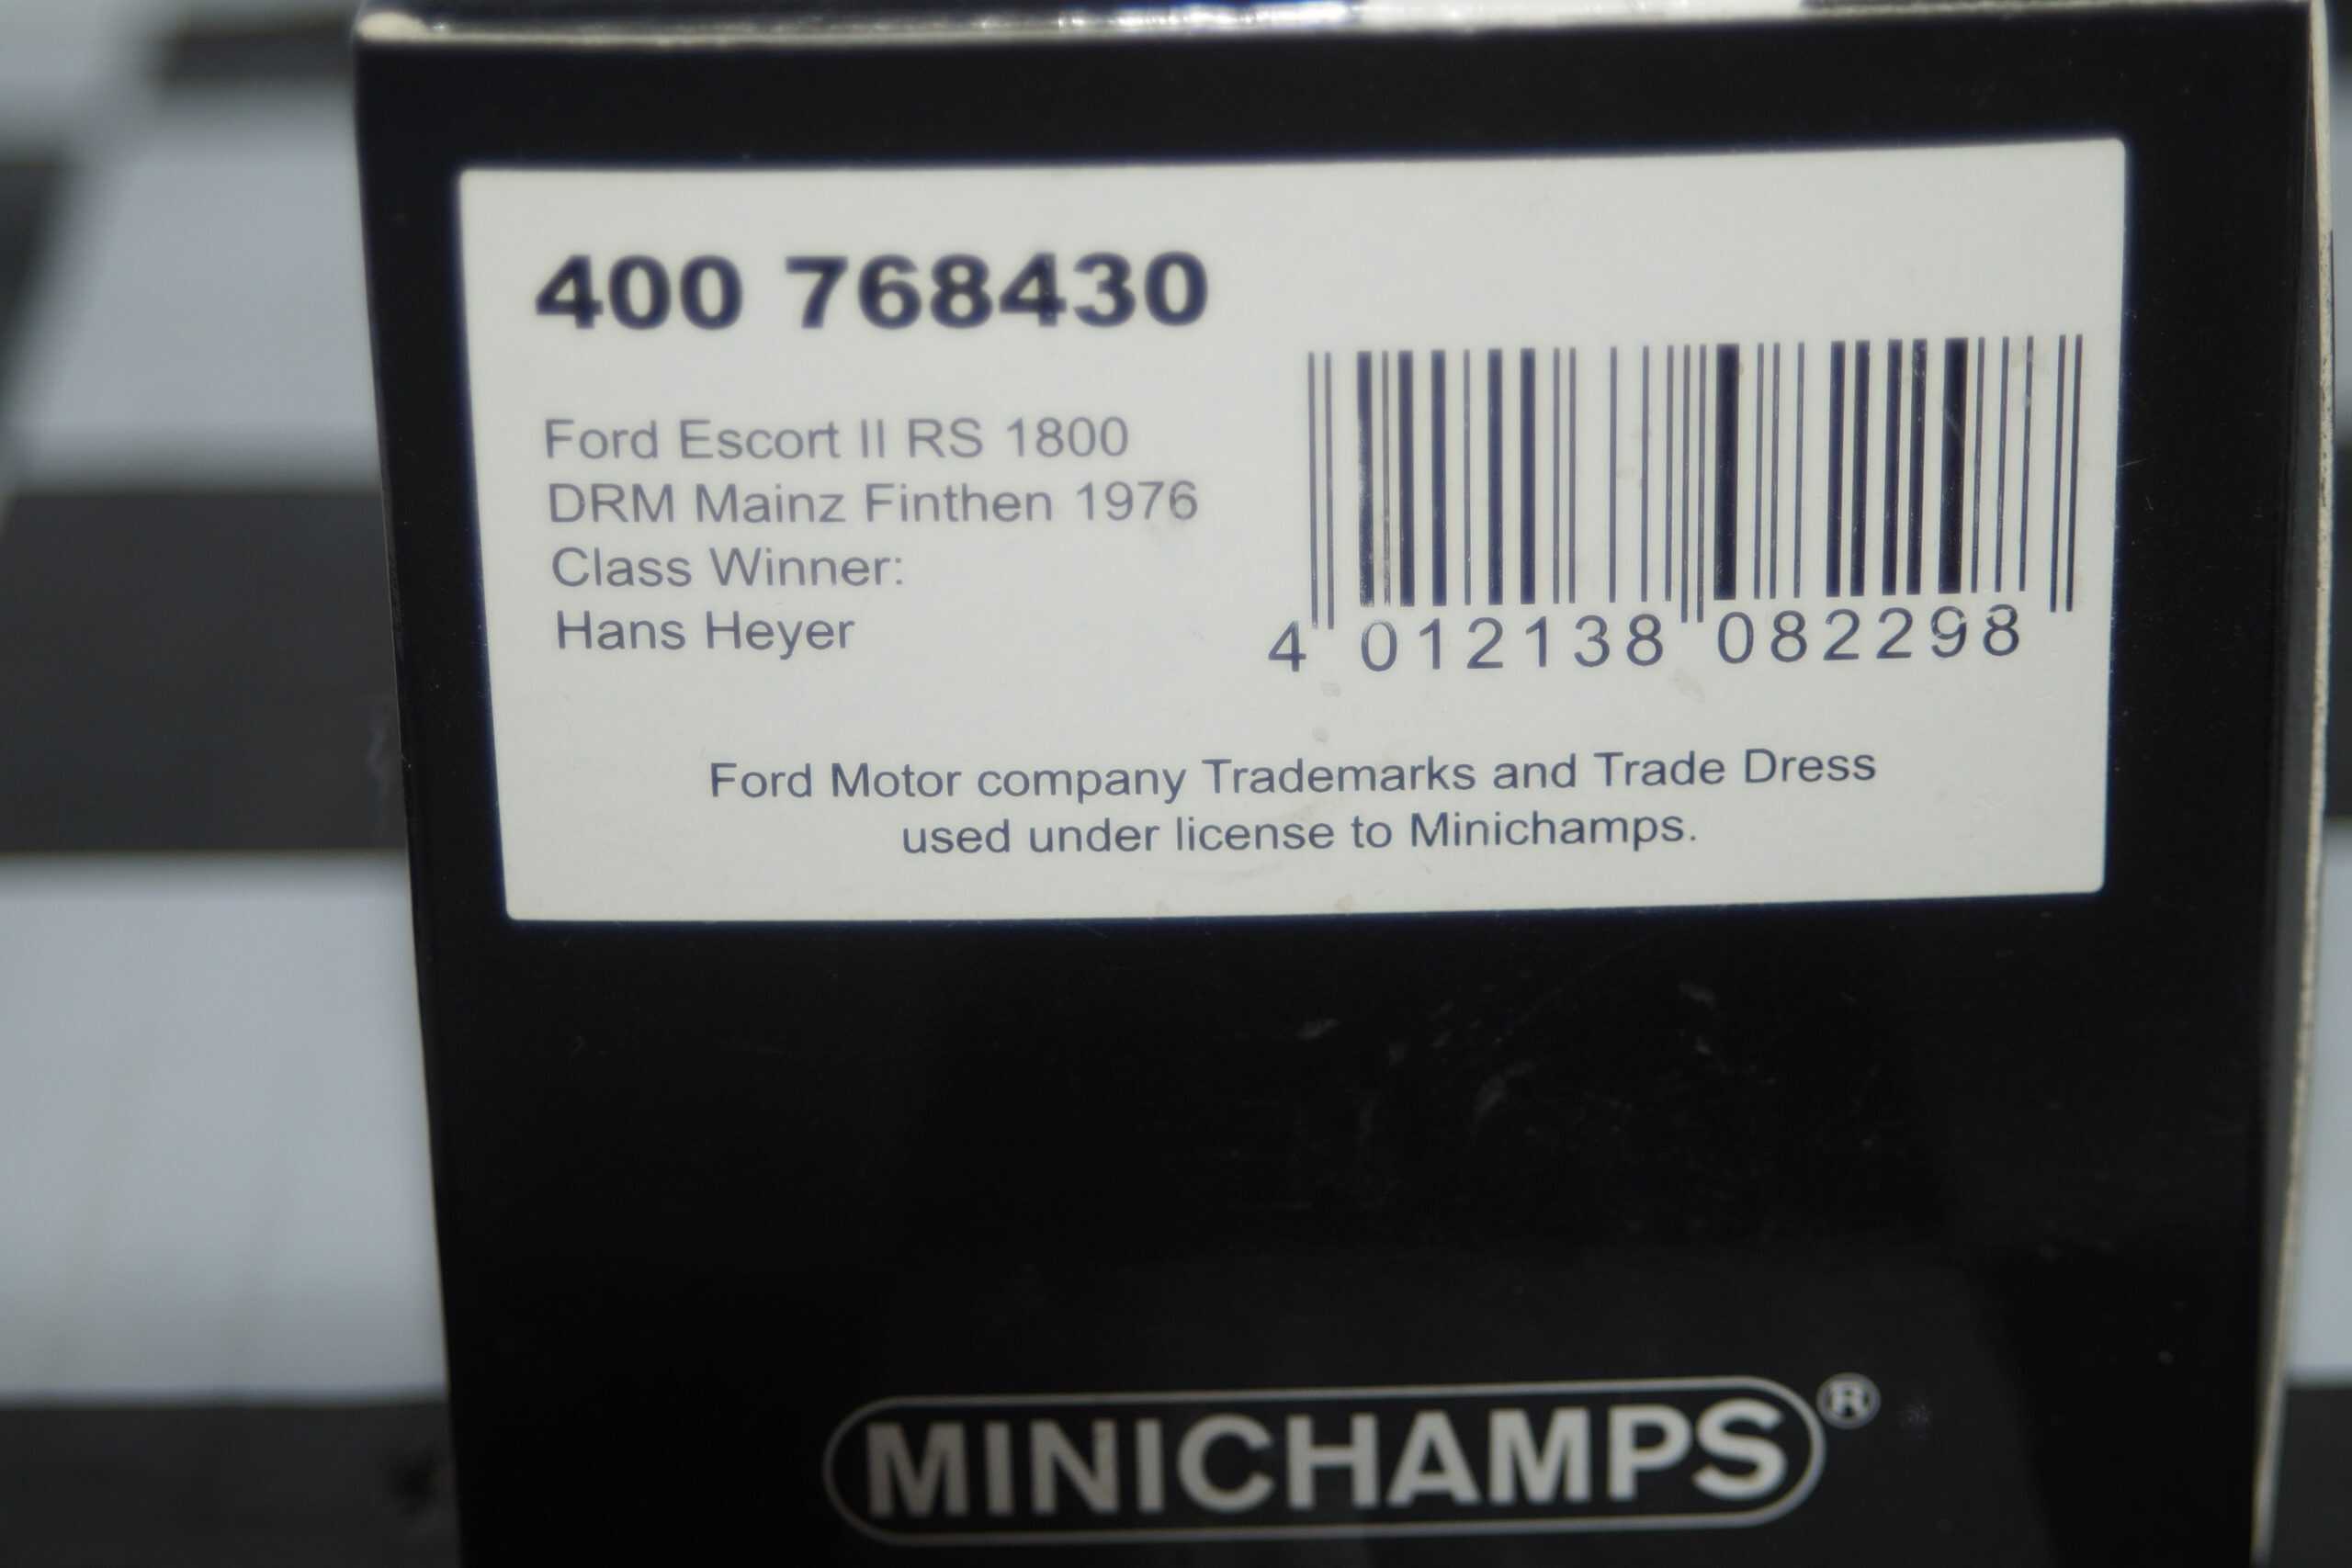 400 768430
Ford Escort II RS 1800
DRM Mainz Finthen 1976
Class Winner:
Hans Heyer
4 012138 082298
Ford Motor company Trademarks and Trade Dress
used under license to Minichamps.
MINICHAMPS®